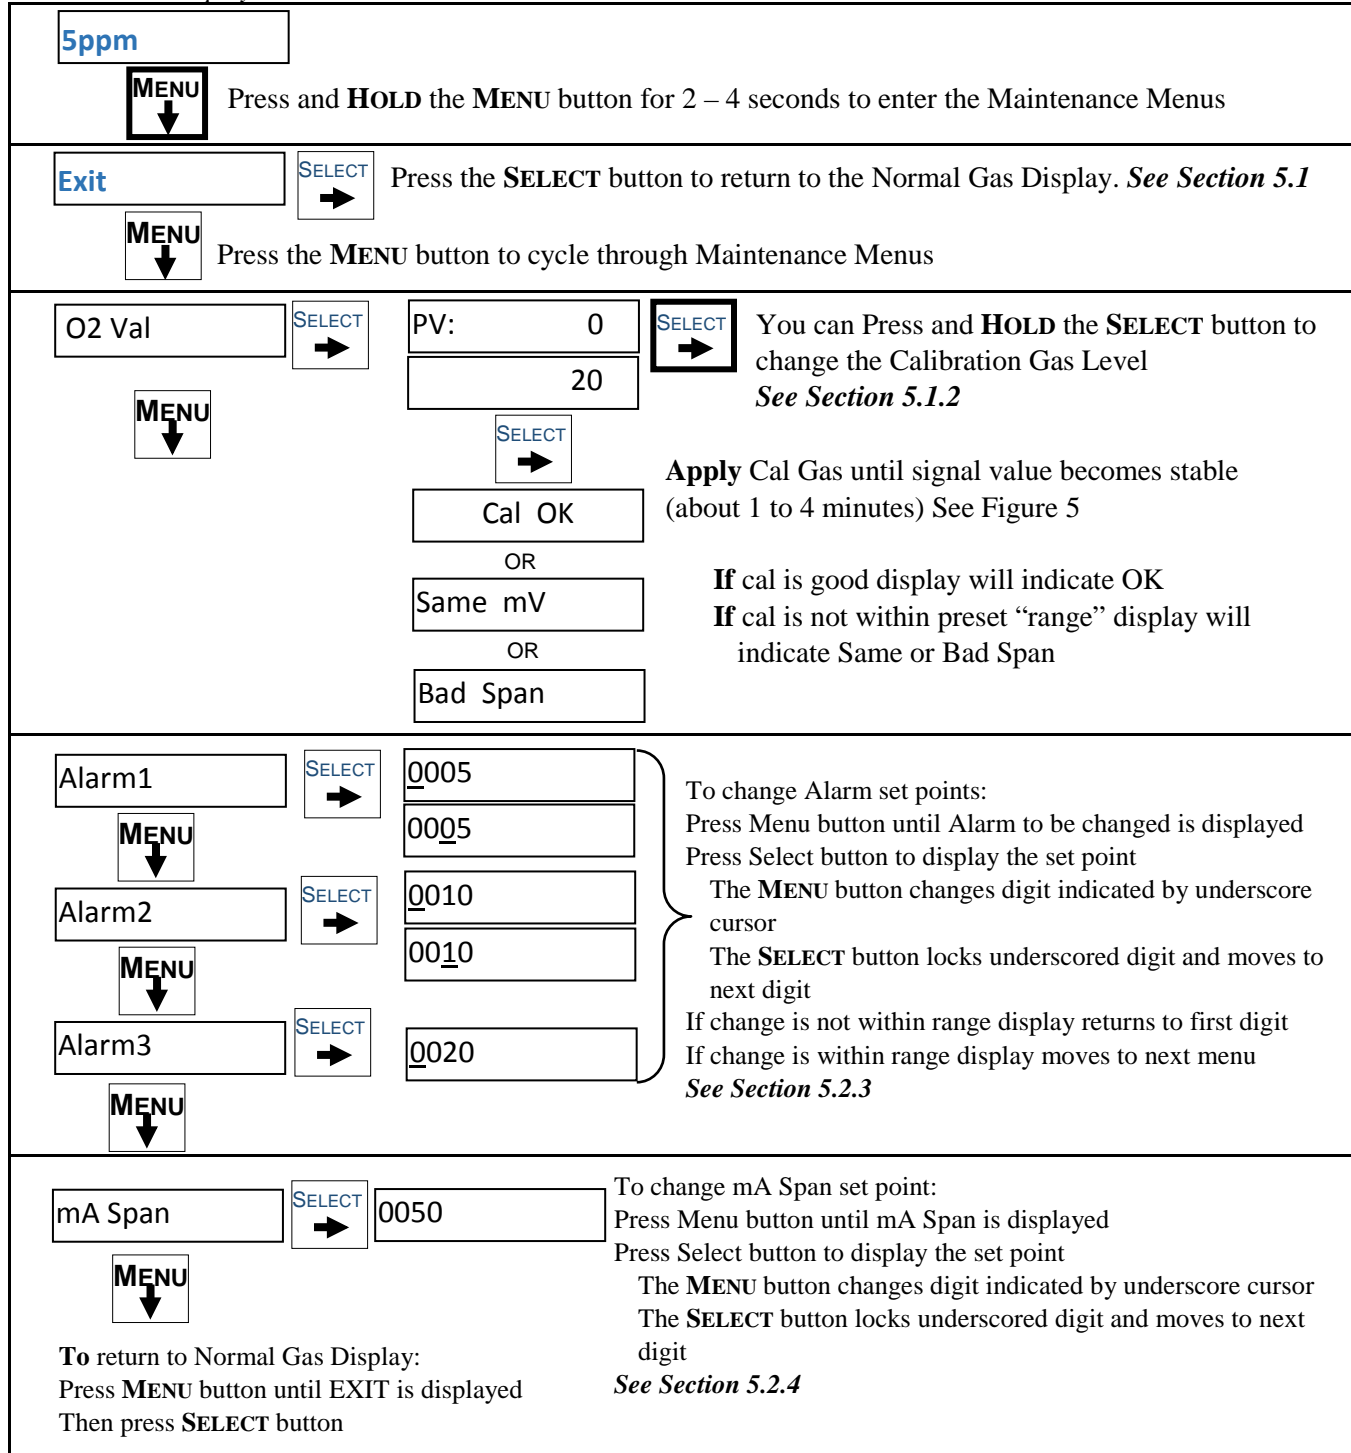 5ppm
MENU
Press and HOLD the MENU button for 2 – 4 seconds to enter the Maintenance Menus
Exit
SELECT
Press the SELECT button to return to the Normal Gas Display. See Section 5.1
MENU
Press the MENU button to cycle through Maintenance Menus
O2 Val
SELECT
MENU
PV: 0
20
SELECT
You can Press and HOLD the SELECT button to
change the Calibration Gas Level
See Section 5.1.2
SELECT
Apply Cal Gas until signal value becomes stable
(about 1 to 4 minutes) See Figure 5
Cal OK
OR
Same mV
OR
Bad Span
If cal is good display will indicate OK
If cal is not within preset “range” display will
indicate Same or Bad Span
Alarm1
SELECT
0005
0005
MENU
Alarm2
SELECT
0010
0010
MENU
Alarm3
SELECT
0020
MENU
To change Alarm set points:
Press Menu button until Alarm to be changed is displayed
Press Select button to display the set point
The MENU button changes digit indicated by underscore
cursor
The SELECT button locks underscored digit and moves to
next digit
If change is not within range display returns to first digit
If change is within range display moves to next menu
See Section 5.2.3
mA Span
SELECT
0050
MENU
To change mA Span set point:
Press Menu button until mA Span is displayed
Press Select button to display the set point
The MENU button changes digit indicated by underscore cursor
The SELECT button locks underscored digit and moves to next
digit
See Section 5.2.4
To return to Normal Gas Display:
Press MENU button until EXIT is displayed
Then press SELECT button